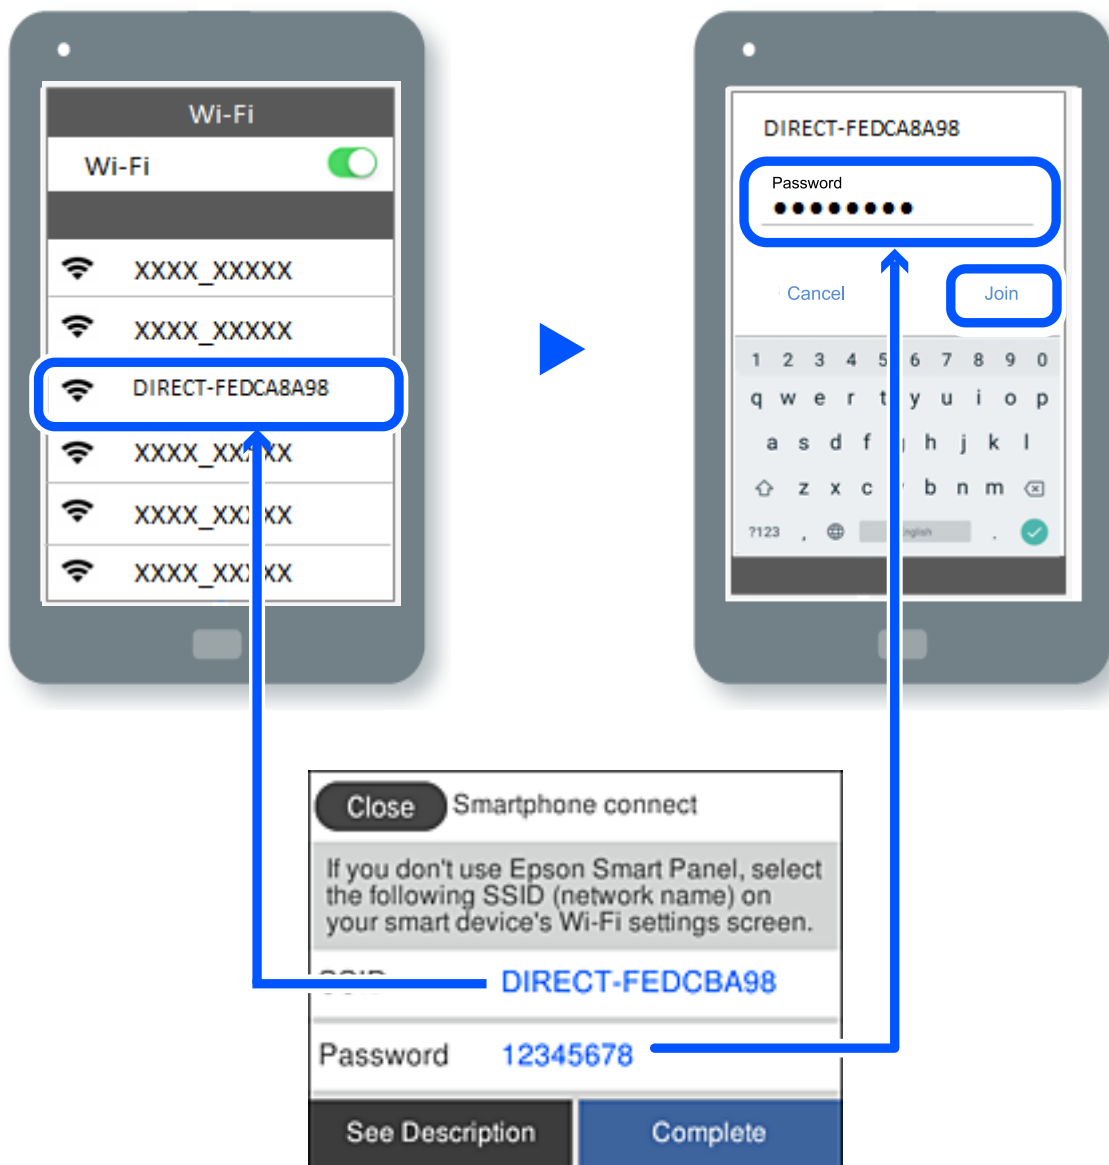 Wi-Fi
Wi-Fi
XXXX_XXXXX
XXXX_XXXXX
DIRECT-FEDCA8A98
XXXX_XXXXX
XXXX_XXXXX
DIRECT-FEDCA8A98
Password
Cancel
Join
1 2 3 4 5 6 7 8 9 0
q w e r t y u i o p
a s d f h j k l
z x c b n m
?123 , .
Close Smartphone connect
If you don't use Epson Smart Panel, select
the following SSID (network name) on
your smart device's Wi-Fi settings screen.
DIRECT-FEDCBA98
Password 12345678
See Description Complete